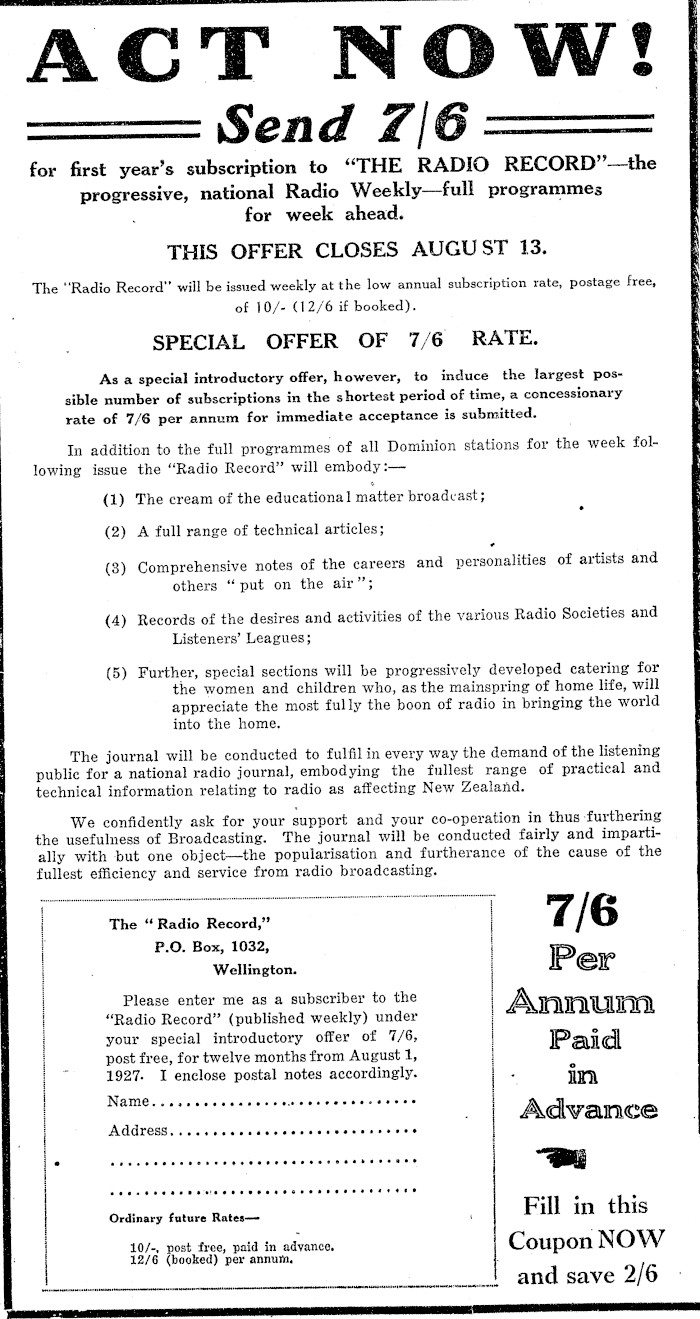 ACT NOW!
Send 7/6
for first year's subscription to "THE RADIO RECORD"—the
progressive, national Radio Weekly—full programmes
for week ahead.
THIS OFFER CLOSES AUGUST 13.
The "Radio Record" will be issued weekly at the low annual subscription rate, postage free,
of 10/- (12/6 if booked).
SPECIAL OFFER OF 7/6 RATE.
As a special introductory offer, however, to induce the largest pos-
sible number of subscriptions in the shortest period of time, a concessionary
rate of 7/6 per annum for immediate acceptance is submitted.
In addition to the full programmes of all Dominion stations for the week fol-
lowing issue the "Radio Record" will embody:—
(1) The cream of the educational matter broadcast;
(2) A full range of technical articles;
(3) Comprehensive notes of the careers and personalities of artists and
others "put on the air";
(4) Records of the desires and activities of the various Radio Societies and
Listeners' Leagues;
(5) Further, special sections will be progressively developed catering for
the women and children who, as the mainspring of home life, will
appreciate the most fully the boon of radio in bringing the world
into the home.
The journal will be conducted to fulfil in every way the demand of the listening
public for a national radio journal, embodying the fullest range of practical and
technical information relating to radio as affecting New Zealand.
We confidently ask for your support and your co-operation in thus furthering
the usefulness of Broadcasting. The journal will be conducted fairly and imparti-
ally with but one object—the popularisation and furtherance of the cause of the
fullest efficiency and service from radio broadcasting.
The "Radio Record,"
P.O. Box, 1032,
Wellington.
Please enter me as a subscriber to the
"Radio Record" (published weekly) under
your special introductory offer of 7/6,
post free, for twelve months from August 1,
1927. I enclose postal notes accordingly.
Name..............................
Address............................
..................................
..................................
Ordinary future Rates—
10/-, post free, paid in advance.
12/6 (booked) per annum.
7/6
Per
Annum
Paid
in
Advance
Fill in this
Coupon NOW
and save 2/6